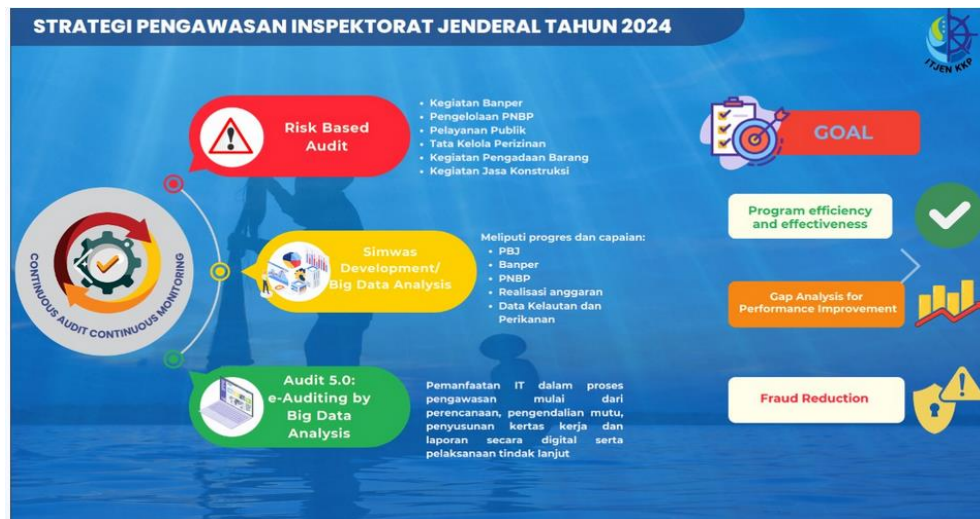 STRATEGI PENGAWASAN INSPEKTORAT JENDERAL TAHUN 2024
ITJEN KKP
CONTINUOUS AUDIT CONTINUOUS MONITORING
Risk Based
Audit
• Kegiatan Banper
• Pengelolaan PNBP
• Pelayanan Publik
• Tata Kelola Perizinan
• Kegiatan Pengadaan Barang
• Kegiatan Jasa Konstruksi
Simwas
Development/
Big Data Analysis
Meliputi progres dan capaian:
• PBJ
• Banper
• PNBP
• Realisasi anggaran
• Data Kelautan dan
Perikanan
Audit 5.0:
e-Auditing by
Big Data
Analysis
Pemanfaatan IT dalam proses
pengawasan mulai dari
perencanaan, pengendalian mutu,
penyusunan kertas kerja dan
laporan secara digital serta
pelaksanaan tindak lanjut
GOAL
Program efficiency
and effectiveness
Gap Analysis for
Performance Improvement
Fraud Reduction